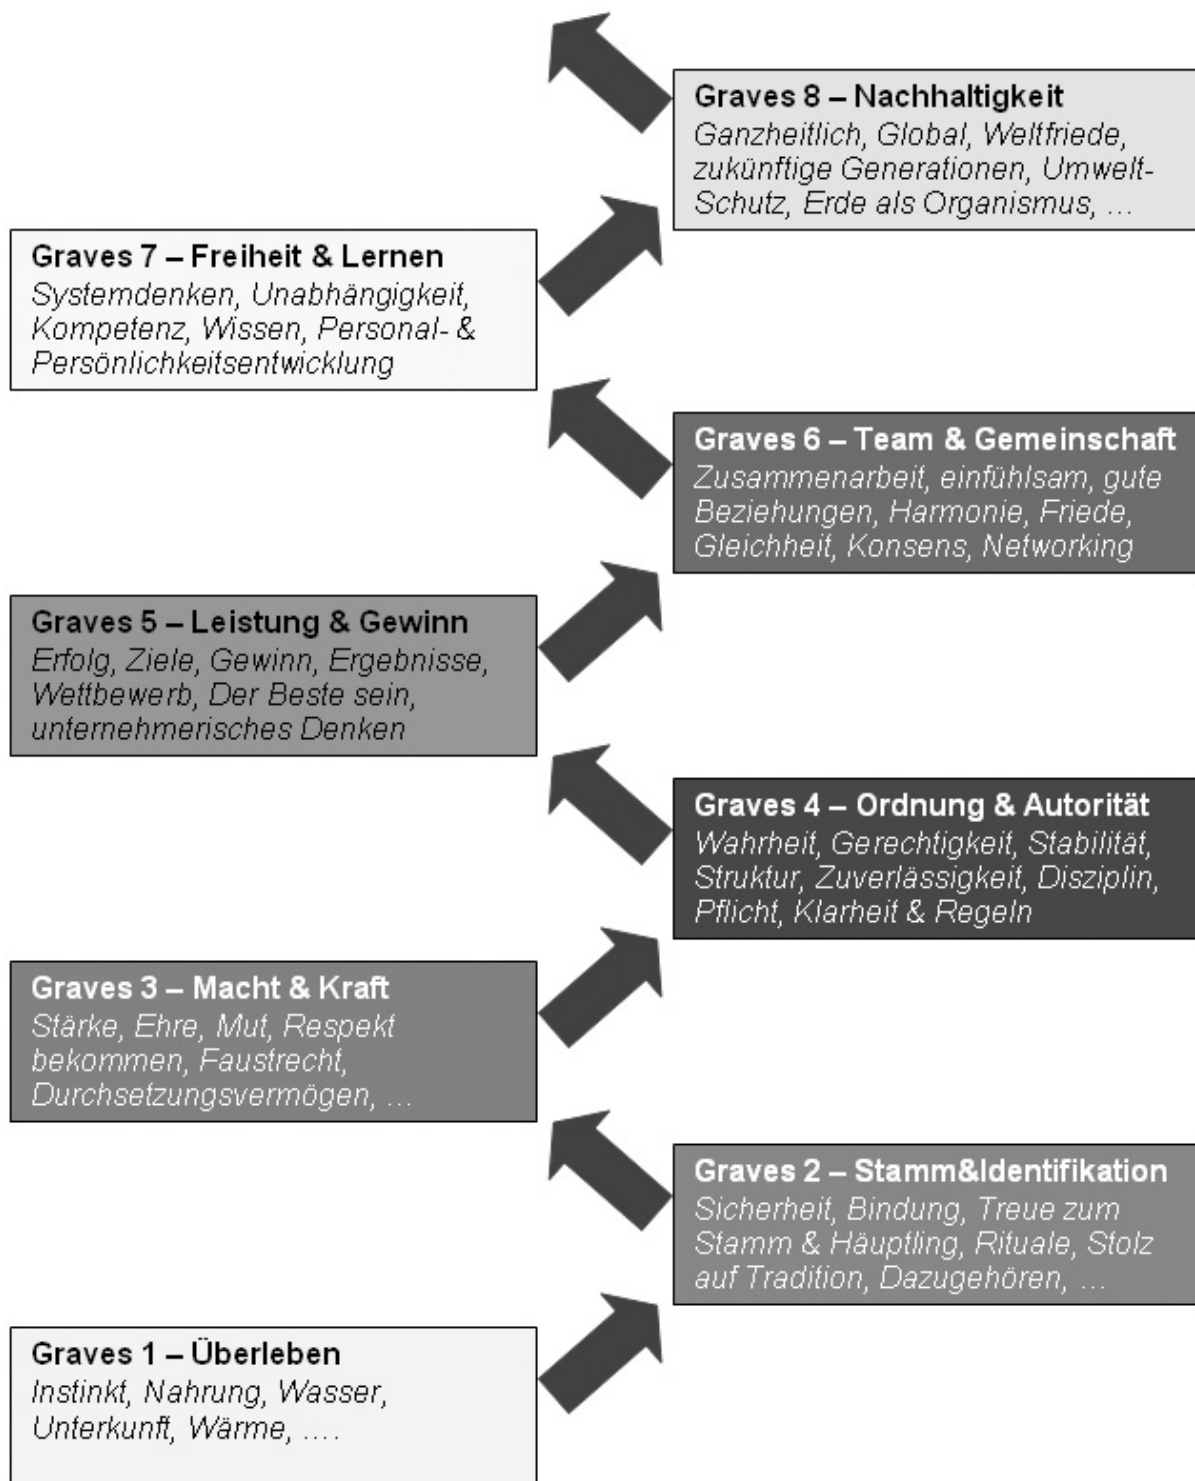 Graves 8 – Nachhaltigkeit
Ganzheitlich, Global, Weltfriede,
zukünftige Generationen, Umwelt-
Schutz, Erde als Organismus, ...
Graves 7 – Freiheit & Lernen
Systemdenken, Unabhängigkeit,
Kompetenz, Wissen, Personal- &
Persönlichkeitsentwicklung
Graves 6 – Team & Gemeinschaft
Zusammenarbeit, einfühlsam, gute
Beziehungen, Harmonie, Friede,
Gleichheit, Konsens, Networking
Graves 5 – Leistung & Gewinn
Erfolg, Ziele, Gewinn, Ergebnisse,
Wettbewerb, Der Beste sein,
unternehmerisches Denken
Graves 4 – Ordnung & Autorität
Wahrheit, Gerechtigkeit, Stabilität,
Struktur, Zuverlässigkeit, Disziplin,
Pflicht, Klarheit & Regeln
Graves 3 – Macht & Kraft
Stärke, Ehre, Mut, Respekt
bekommen, Faustrecht,
Durchsetzungsvermögen, ...
Graves 2 – Stamm&Identifikation
Sicherheit, Bindung, Treue zum
Stamm & Häuptling, Rituale, Stolz
auf Tradition, Dazugehören, ...
Graves 1 – Überleben
Instinkt, Nahrung, Wasser,
Unterkunft, Wärme, ....